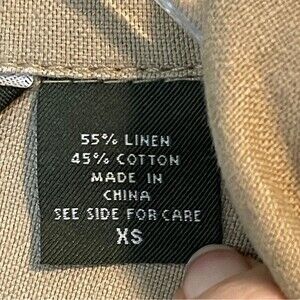 55% LINEN
45% COTTON
MADE IN
CHINA
SEE SIDE FOR CARE
XS